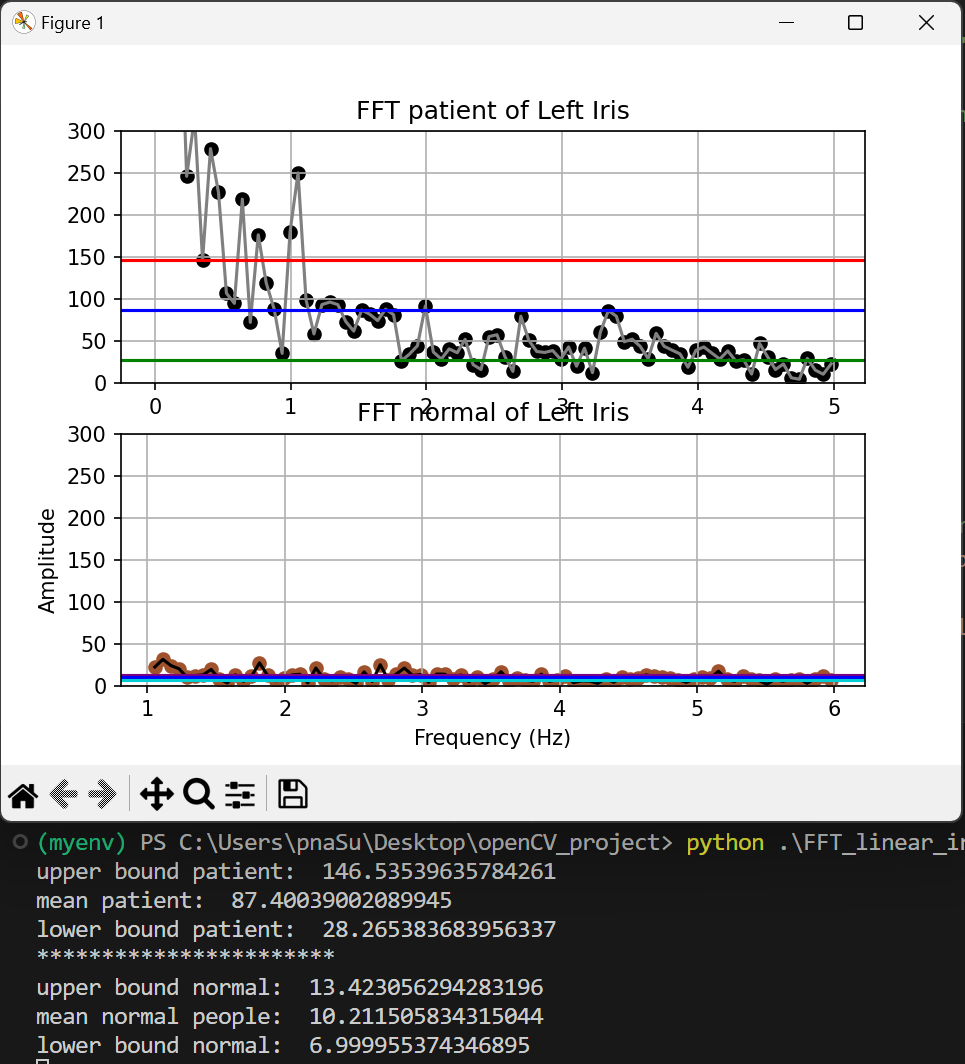 Figure 1
FFT patient of Left Iris
300
250
200
150
100
50
0
0 1 2 3 4 5
FFT normal of Left Iris
300
250
200
150
100
50
0
Amplitude
1 2 3 4 5 6
Frequency (Hz)
(myenv) PS C:\Users\pnaSu\Desktop\openCV_project> python .\FFT_linear_ir
upper bound patient:  146.53539635784261
mean patient:  87.40039002089945
lower bound patient:  28.265383683956337
***********************
upper bound normal:  13.423056294283196
mean normal people:  10.211505834315044
lower bound normal:  6.999955374346895